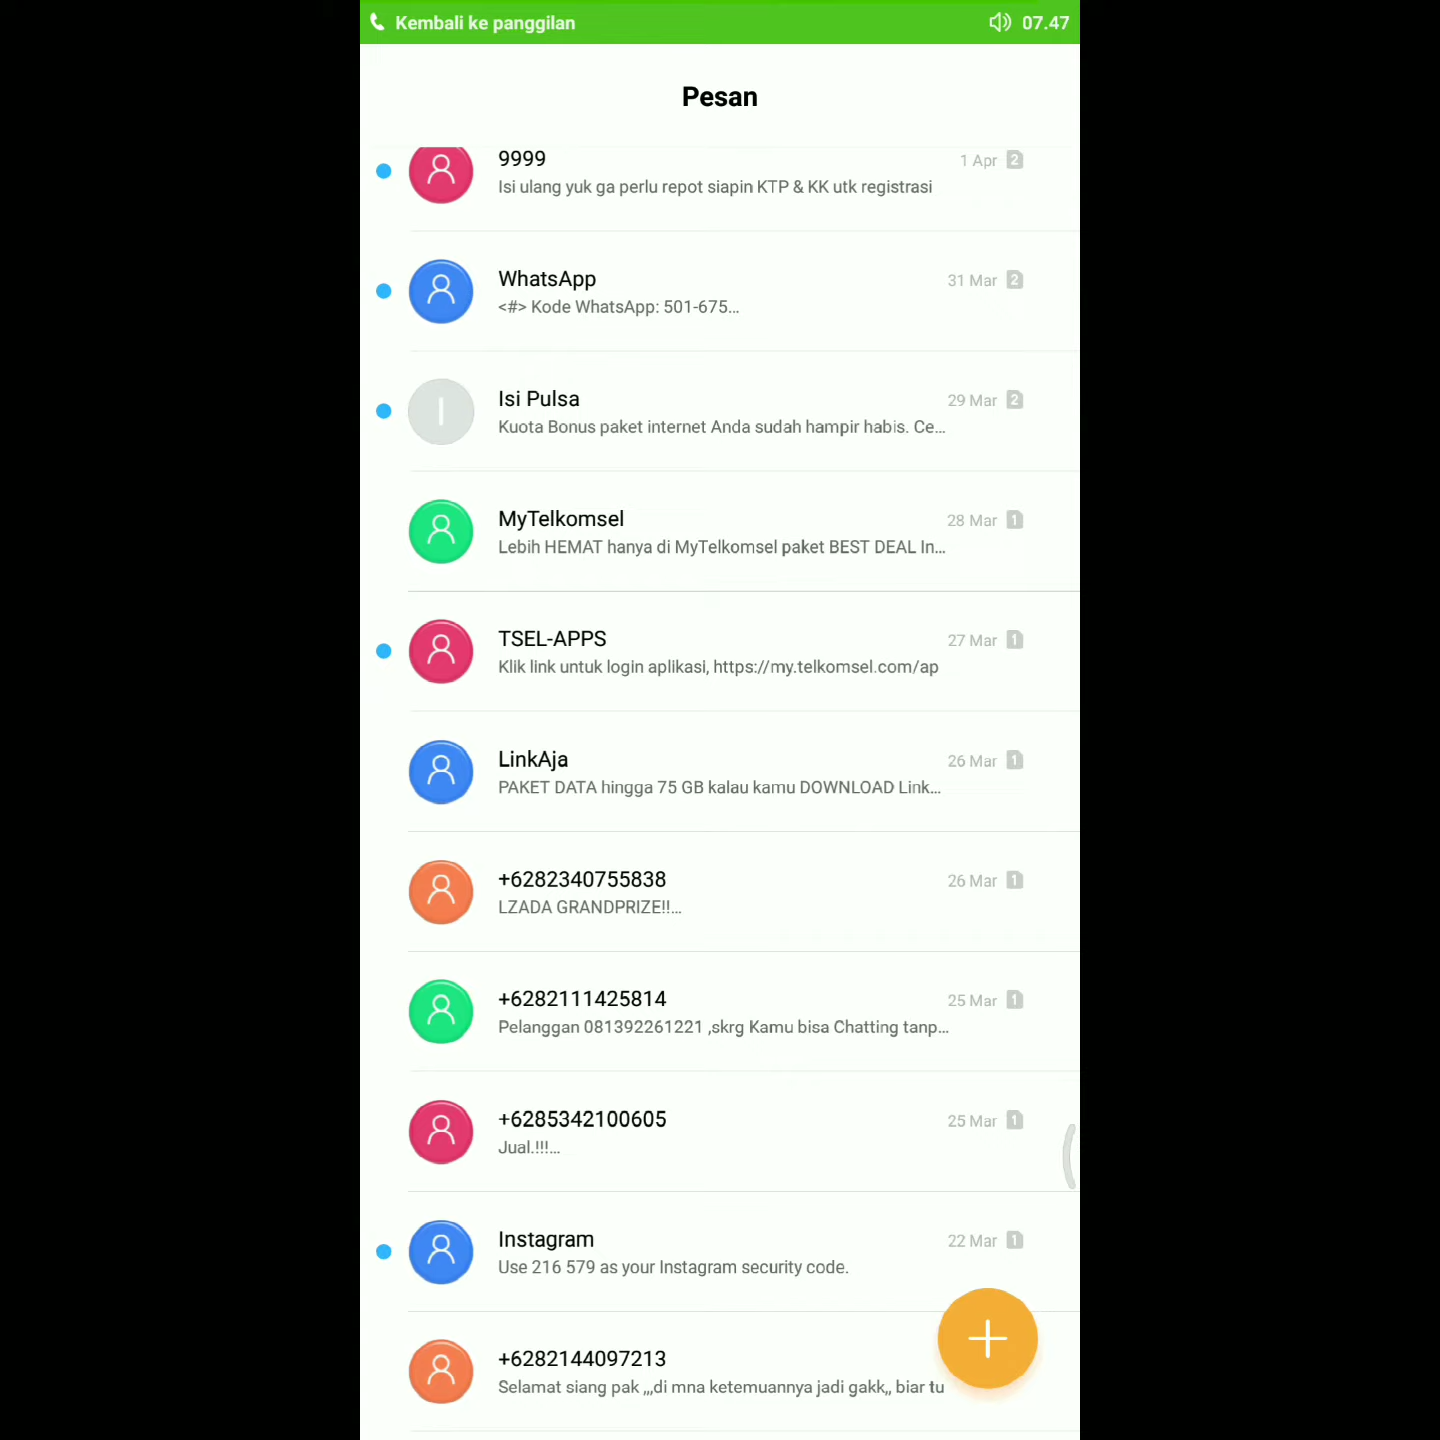 Kembali ke panggilan 07.47
Pesan
9999 1 Apr 2
Isi ulang yuk ga perlu repot siapin KTP & KK utk registrasi
WhatsApp 31 Mar 2
<#> Kode WhatsApp: 501-675...
I
Isi Pulsa 29 Mar 2
Kuota Bonus paket internet Anda sudah hampir habis. Ce...
MyTelkomsel 28 Mar 1
Lebih HEMAT hanya di MyTelkomsel paket BEST DEAL In...
TSEL-APPS 27 Mar 1
Klik link untuk login aplikasi, https://my.telkomsel.com/ap
LinkAja 26 Mar 1
PAKET DATA hingga 75 GB kalau kamu DOWNLOAD Link...
+6282340755838 26 Mar 1
LZADA GRANDPRIZE!!...
+6282111425814 25 Mar 1
Pelanggan 081392261221 ,skrg Kamu bisa Chatting tanp...
+6285342100605 25 Mar 1
Jual.!!!...
Instagram 22 Mar 1
Use 216 579 as your Instagram security code.
+6282144097213
Selamat siang pak ,,,di mna ketemuannya jadi gakk,, biar tu